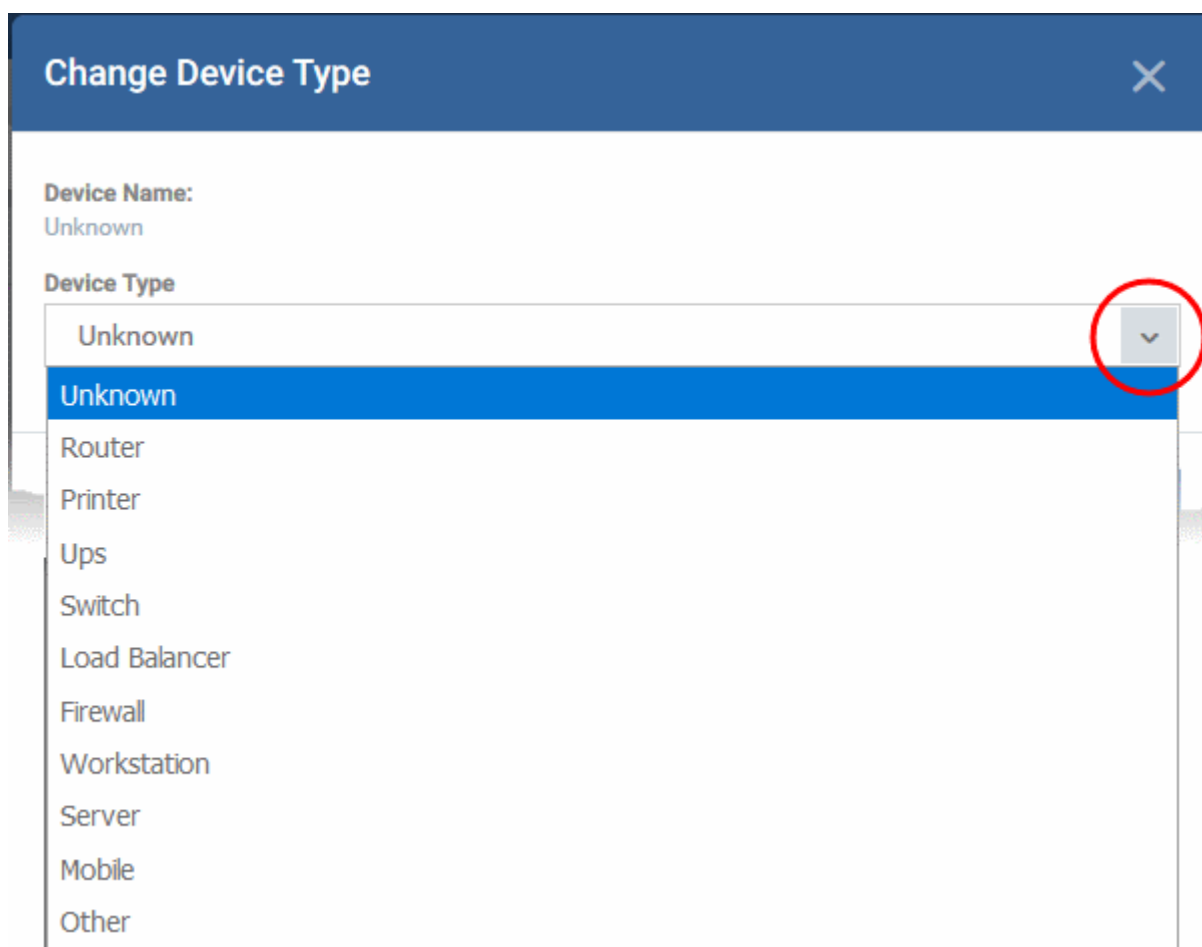 Change Device Type
Device Name:
Unknown
Device Type
Unknown
Unknown
Router
Printer
Ups
Switch
Load Balancer
Firewall
Workstation
Server
Mobile
Other